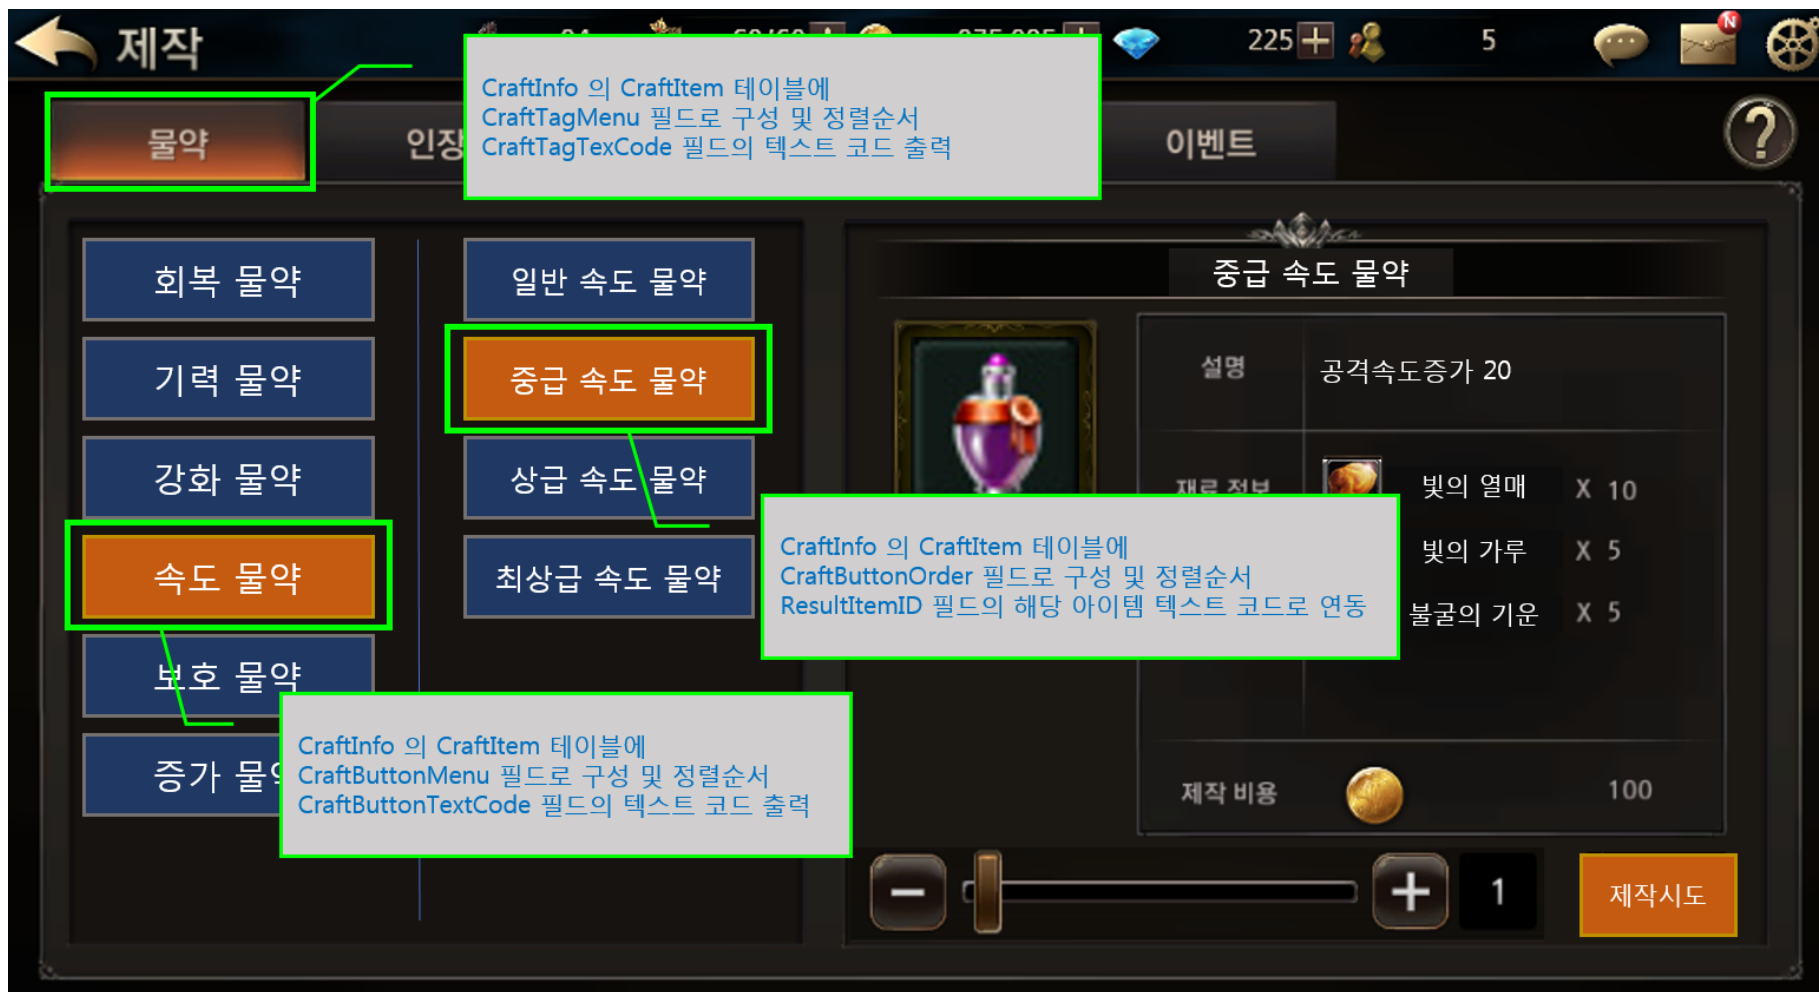 제작
225
5
N
CraftInfo 의 CraftItem 테이블에
CraftTagMenu 필드로 구성 및 정렬순서
CraftTagTexCode 필드의 텍스트 코드 출력
물약
인장
이벤트
?
회복 물약
기력 물약
강화 물약
속도 물약
보호 물약
증가 물약
일반 속도 물약
중급 속도 물약
상급 속도 물약
최상급 속도 물약
중급 속도 물약
설명
공격속도증가 20
재료 정보
빛의 열매 X 10
빛의 가루 X 5
불굴의 기운 X 5
CraftInfo 의 CraftItem 테이블에
CraftButtonOrder 필드로 구성 및 정렬순서
ResultItemID 필드의 해당 아이템 텍스트 코드로 연동
CraftInfo 의 CraftItem 테이블에
CraftButtonMenu 필드로 구성 및 정렬순서
CraftButtonTextCode 필드의 텍스트 코드 출력
제작 비용
100
1
제작시도